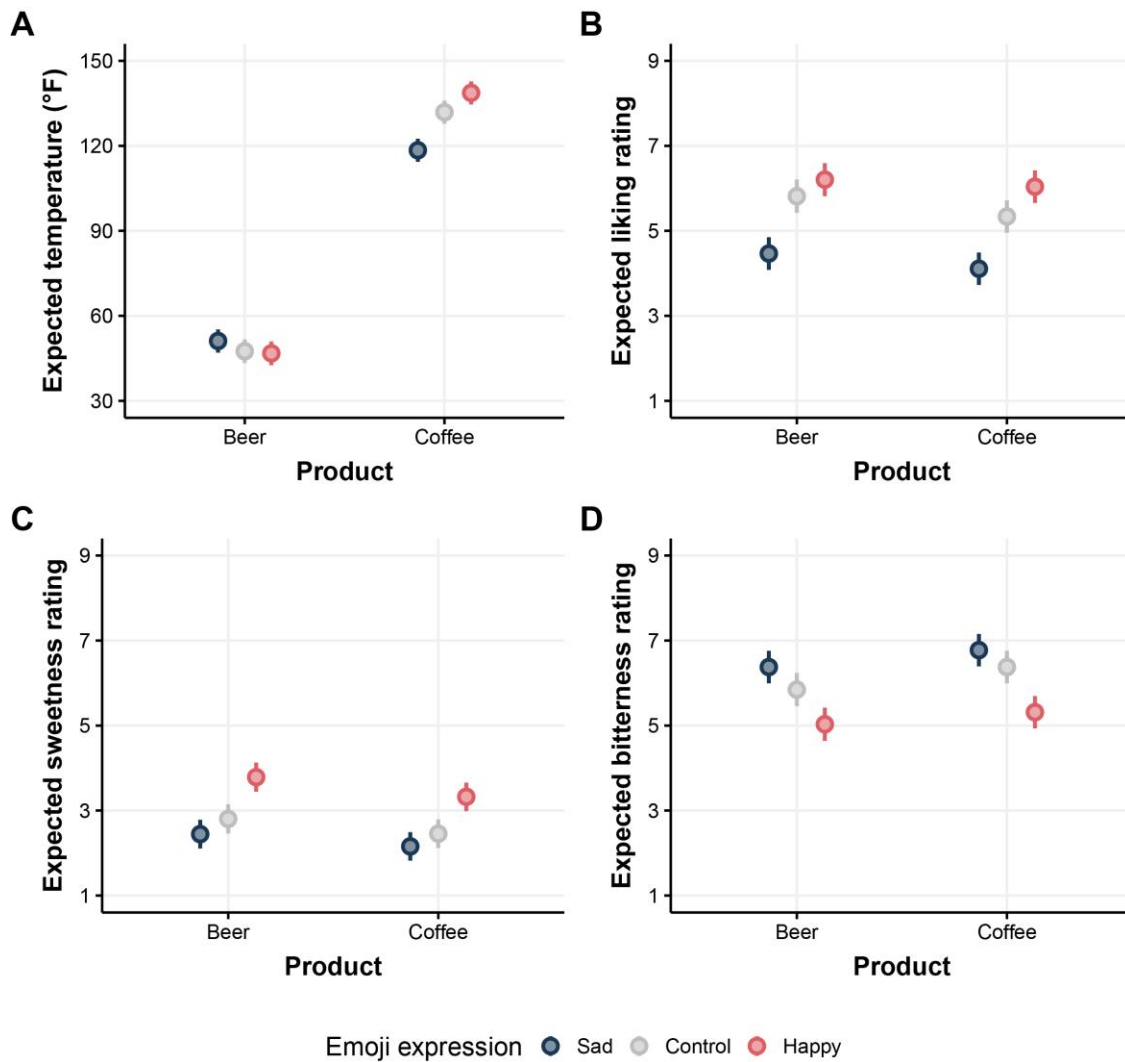 A
Expected temperature (°F)
150
120
90
60
30
Beer Coffee
Product
B
Expected liking rating
9
7
5
3
1
Beer Coffee
Product
C
Expected sweetness rating
9
7
5
3
1
Beer Coffee
Product
D
Expected bitterness rating
9
7
5
3
1
Beer Coffee
Product
Emoji expression Sad Control Happy